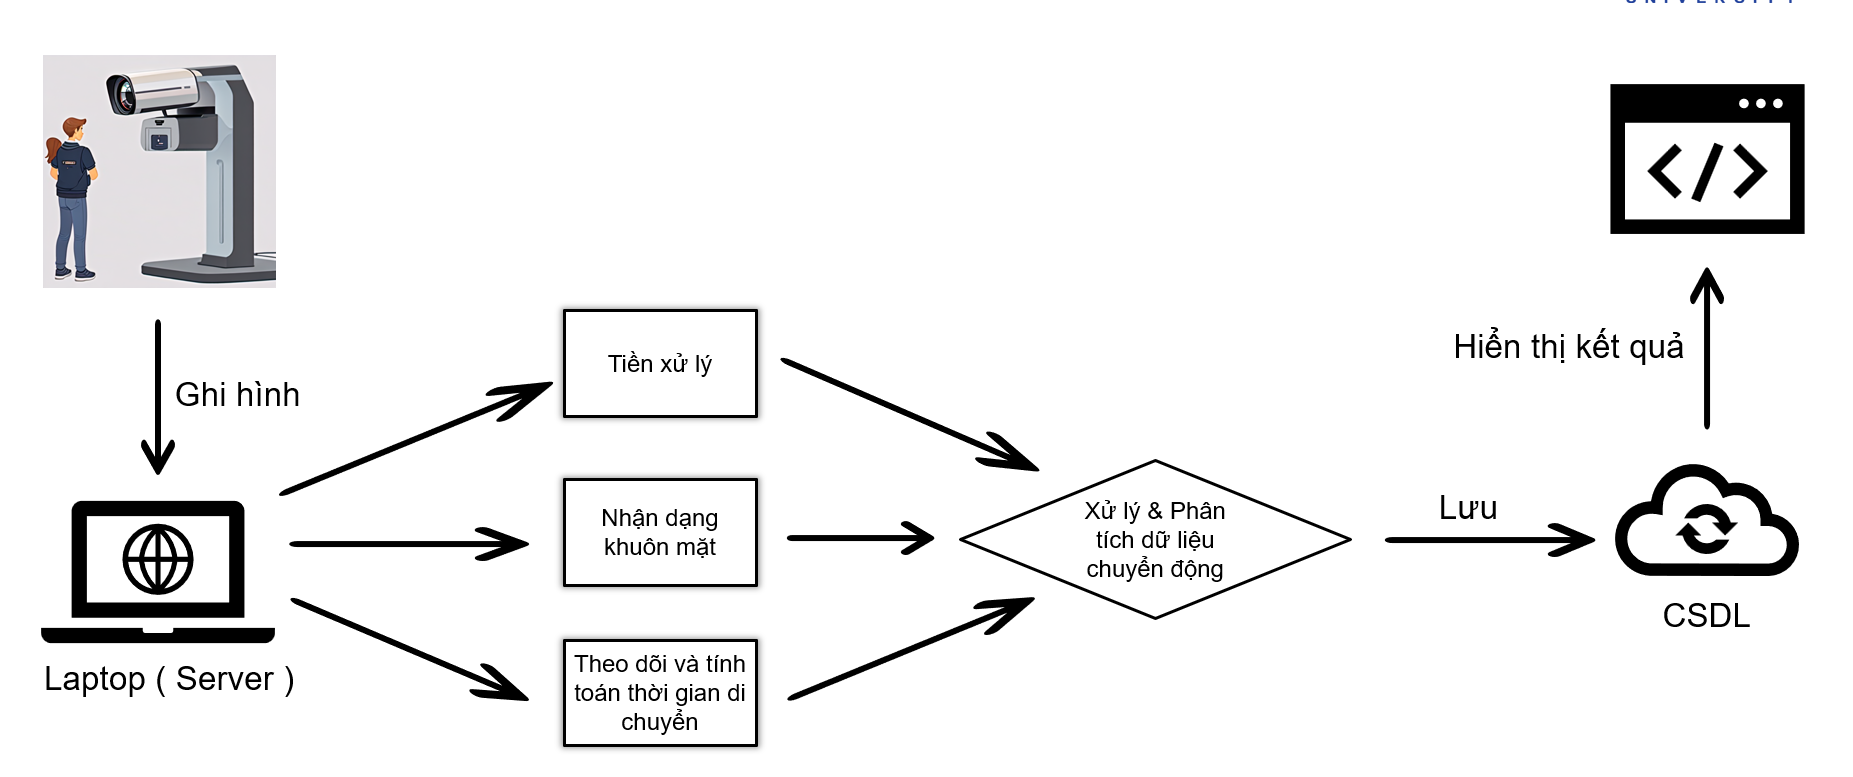 Ghi hình
Laptop ( Server )
Tiền xử lý
Nhận dạng
khuôn mặt
Theo dõi và tính
toán thời gian di
chuyển
Xử lý & Phân
tích dữ liệu
chuyển động
Lưu
CSDL
Hiển thị kết quả